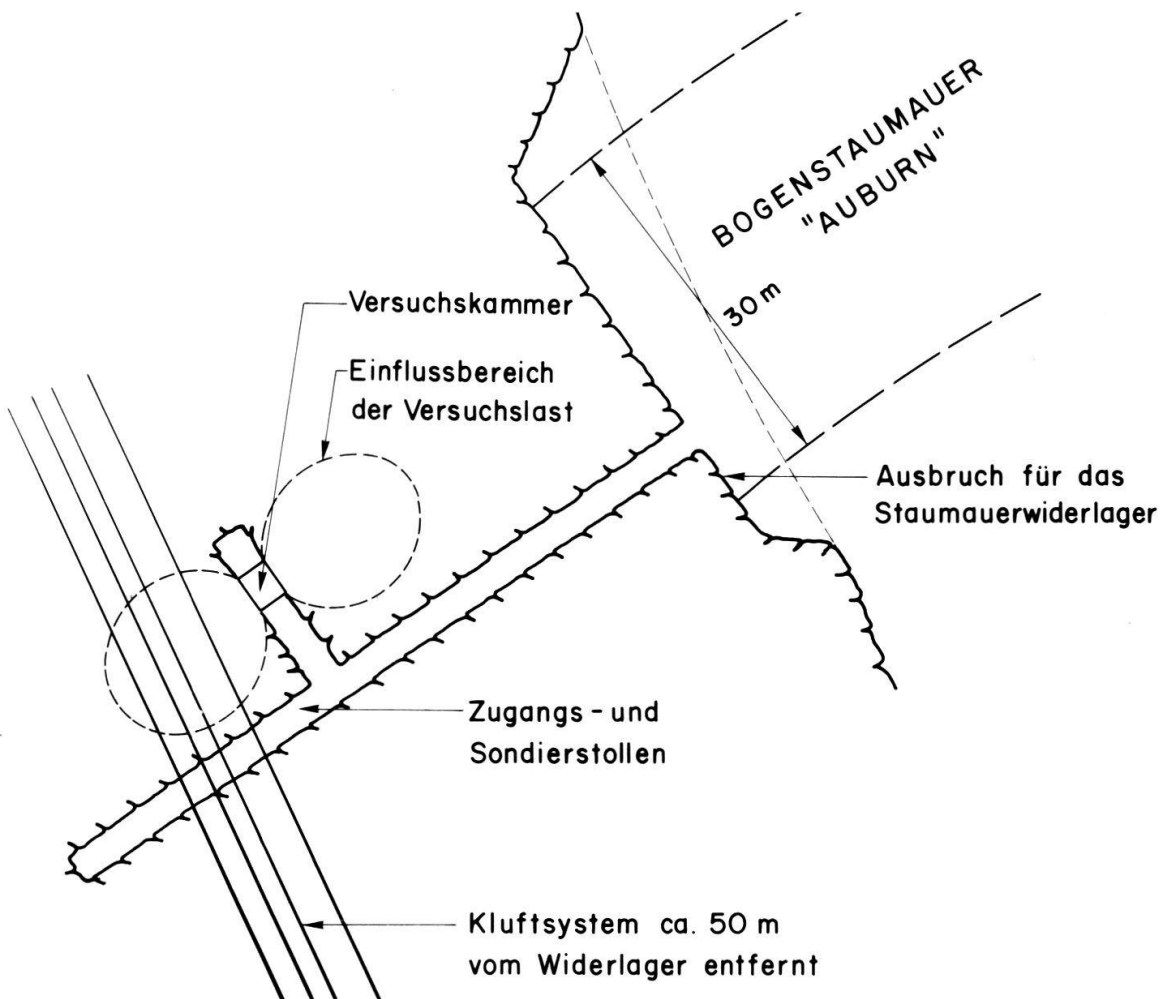 BOGENSTAUMAUER
"AUBURN"
30 m
Versuchskammer
Einflussbereich
der Versuchslast
Ausbruch für das
Staumauerwiderlager
Zugangs- und
Sondierstollen
Kluftsystem ca. 50 m
vom Widerlager entfernt